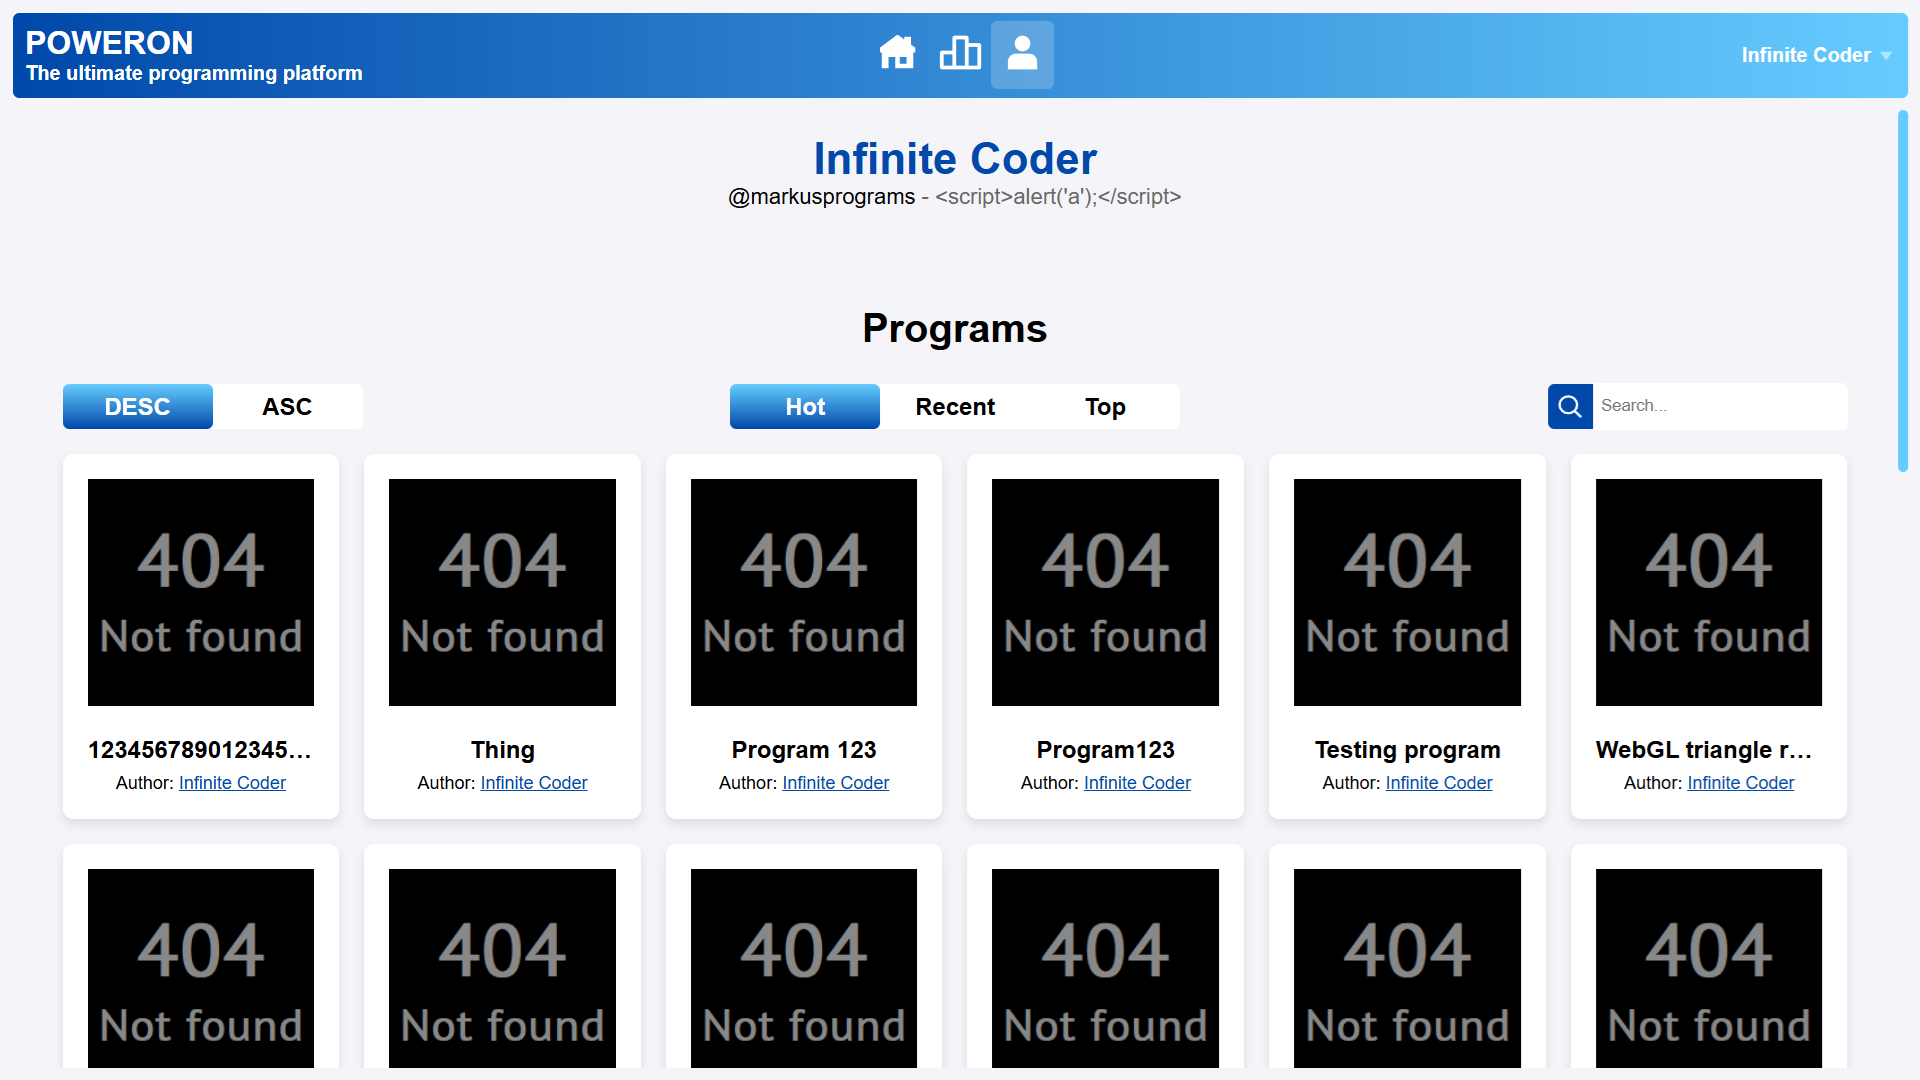 POWERON
The ultimate programming platform
Infinite Coder
Infinite Coder
@markusprograms - <script>alert('a');</script>
Programs
DESC ASC Hot Recent Top Search...
404 404 404 404 404 404
Not found Not found Not found Not found Not found Not found
123456789012345... Thing Program 123 Program123 Testing program WebGL triangle r...
Author: Infinite Coder Author: Infinite Coder Author: Infinite Coder Author: Infinite Coder Author: Infinite Coder Author: Infinite Coder
404 404 404 404 404 404
Not found Not found Not found Not found Not found Not found